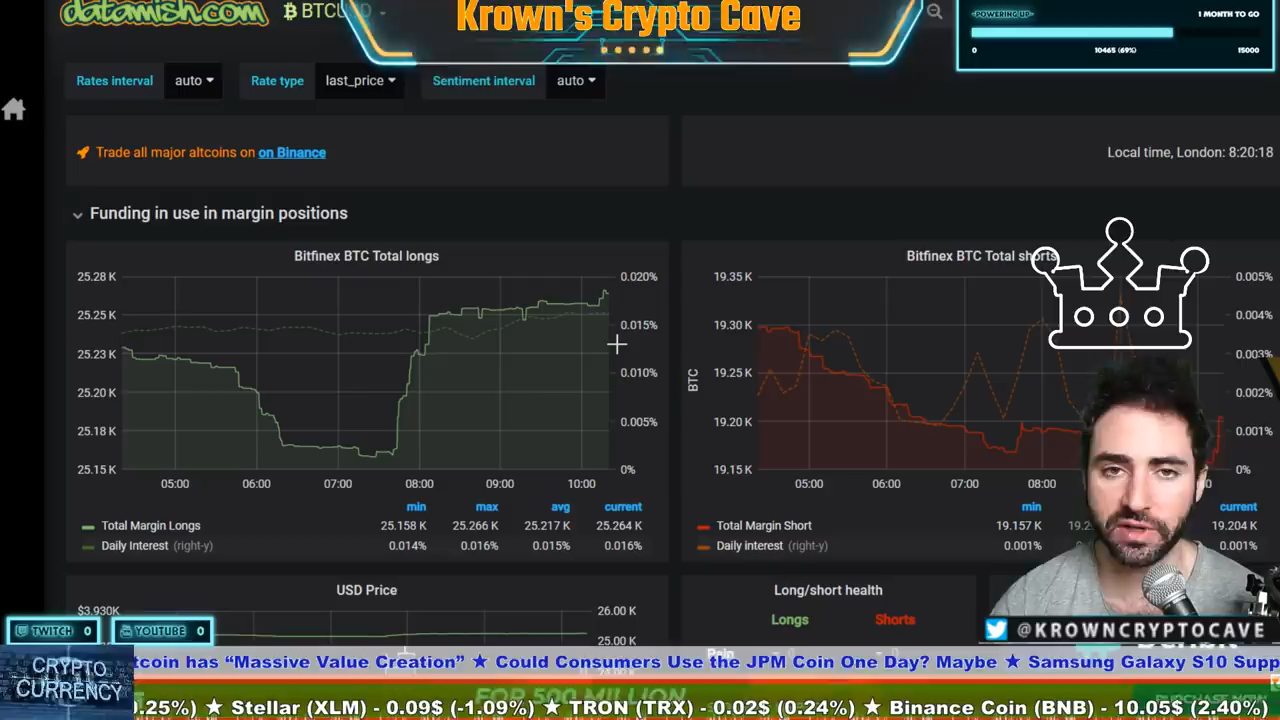 datamish.com
BTCU D
Krown's Crypto Cave
-POWERING UP-
1 MONTH TO GO
0
10465 (69%)
15000
Rates interval
auto
Rate type
last_price
Sentiment interval
auto
Trade all major altcoins on on Binance
Local time, London: 8:20:18
Funding in use in margin positions
Bitfinex BTC Total longs
25.28 K
25.25 K
25.23 K
25.20 K
25.18 K
25.15 K
0.020%
0.015%
0.010%
0.005%
0%
05:00
06:00
07:00
08:00
09:00
10:00
min
max
avg
current
Total Margin Longs
25.158 K
25.266 K
25.217 K
25.264 K
Daily Interest (right-y)
0.014%
0.016%
0.015%
0.016%
Bitfinex BTC Total shorts
BTC
19.35 K
19.30 K
19.25 K
19.20 K
19.15 K
0.005%
0.004%
0.003%
0.002%
0.001%
0%
05:00
06:00
07:00
08:00
min
current
Total Margin Short
19.157 K
19.204 K
Daily interest (right-y)
0.001%
0.001%
USD Price
$3.930K
26.00 K
25.00 K
Long/short health
Longs
Shorts
TWITCH 0
YOUTUBE 0
@KROWNCRYPTOCAVE
CRYPTO
CURRENCY
tcoin has “Massive Value Creation” ★ Could Consumers Use the JPM Coin One Day? Maybe ★ Samsung Galaxy S10 Supp
FOR 500 MILLION
PURCHASE NOW
0.25%) ★ Stellar (XLM) - 0.09$ (-1.09%) ★ TRON (TRX) - 0.02$ (0.24%) ★ Binance Coin (BNB) - 10.05$ (2.40%)